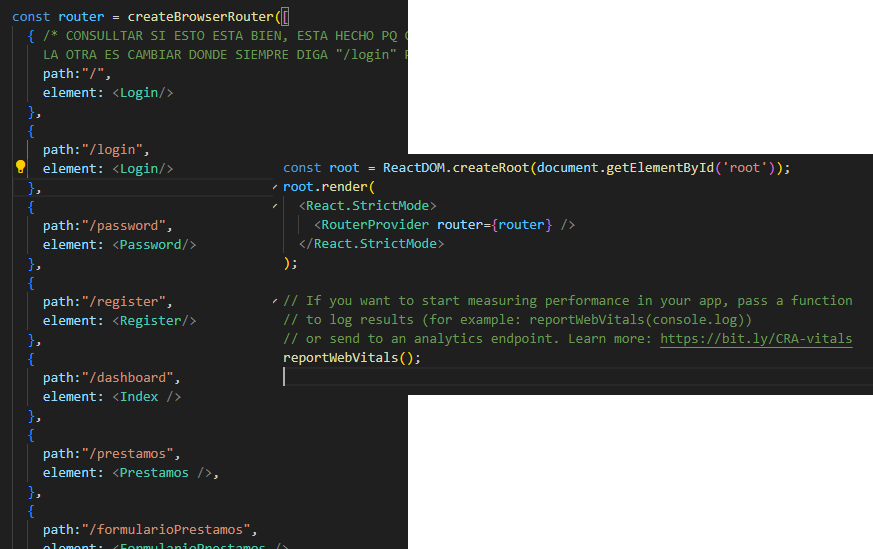 const router = createBrowserRouter([
{ /* CONSULLTAR SI ESTO ESTA BIEN, ESTA HECHO PQ
LA OTRA ES CAMBIAR DONDE SIEMPRE DIGA "/login"
path:"/",
element: <Login/>
},
{
path:"/login",
element: <Login/>
},
{
path:"/password",
element: <Password/>
},
{
path:"/register",
element: <Register/>
},
{
path:"/dashboard",
element: <Index />
},
{
path:"/prestamos",
element: <Prestamos />,
},
{
path:"/formularioPrestamos",
element: <FormularioPrestamos />
const root = ReactDOM.createRoot(document.getElementById('root'));
root.render(
<React.StrictMode>
<RouterProvider router={router} />
</React.StrictMode>
);
// If you want to start measuring performance in your app, pass a function
// to log results (for example: reportWebVitals(console.log))
// or send to an analytics endpoint. Learn more: https://bit.ly/CRA-vitals
reportWebVitals();